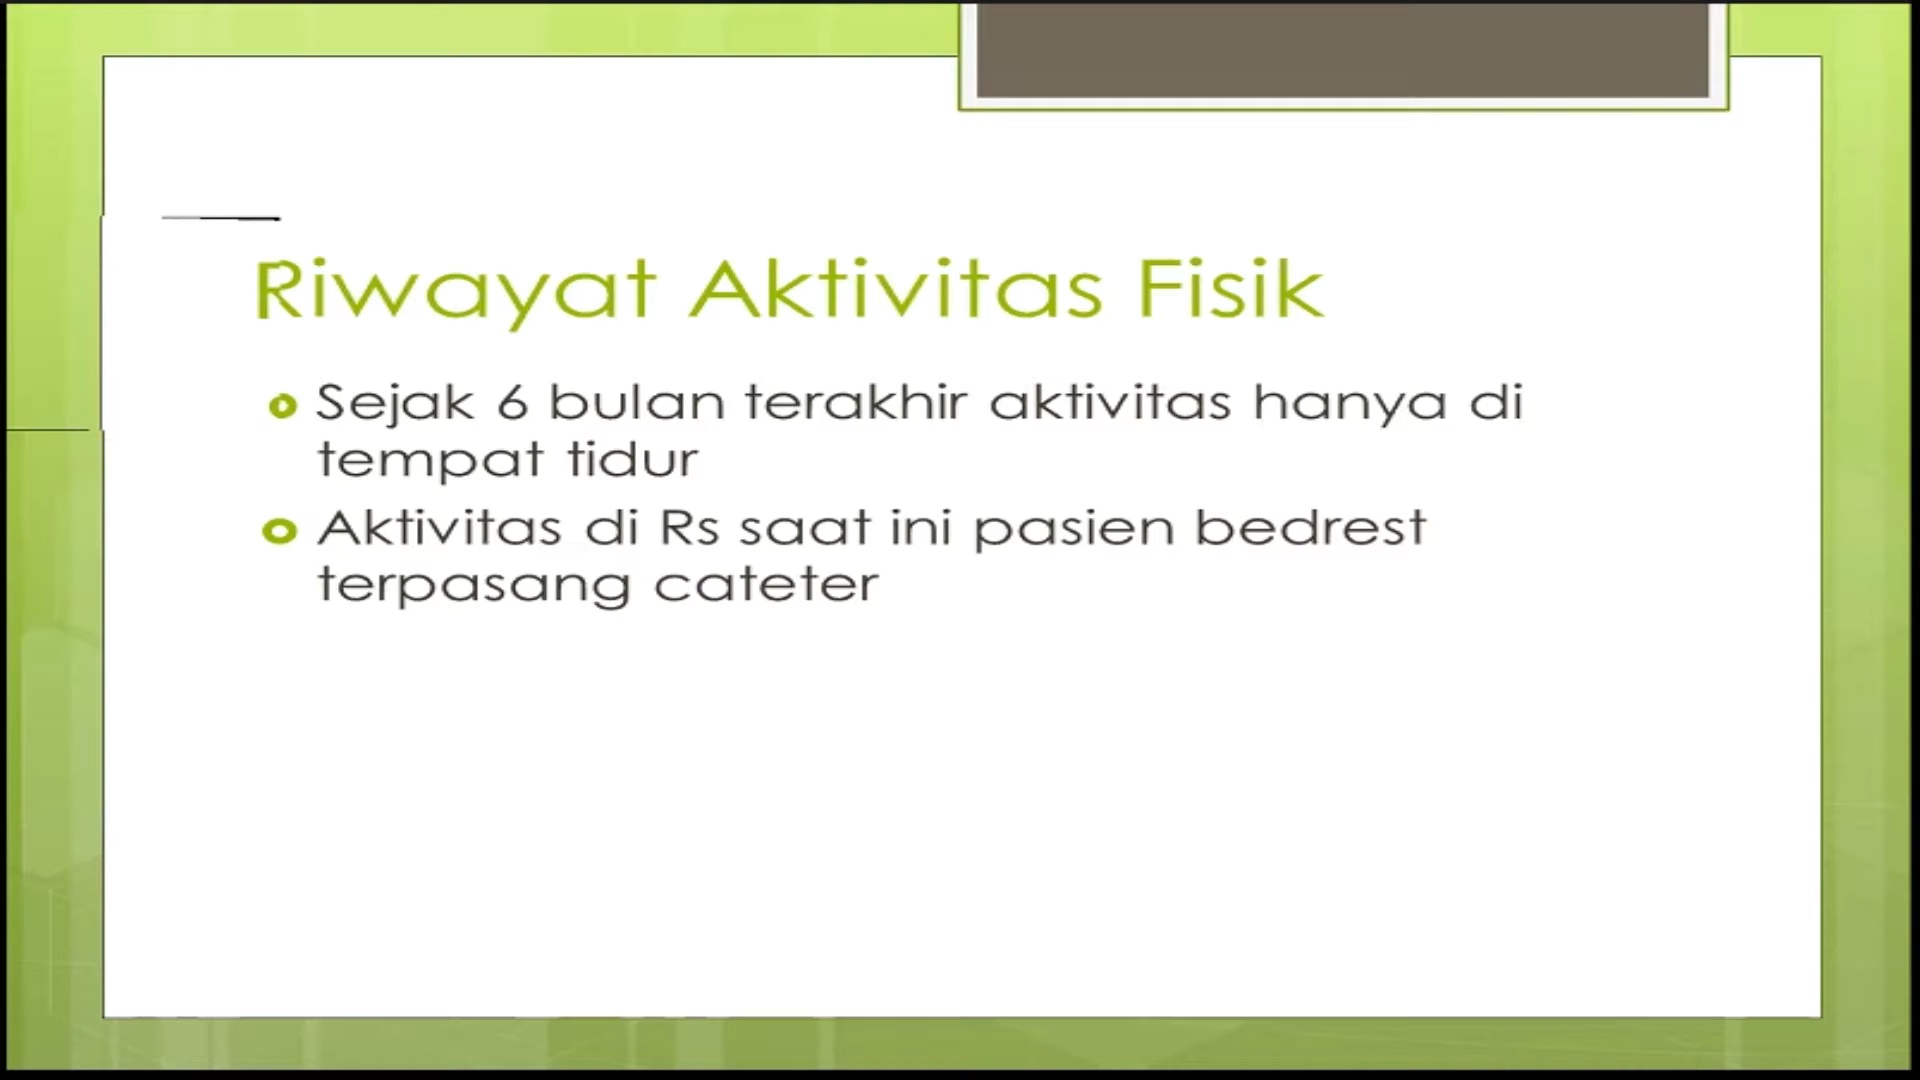 Riwayat Aktivitas Fisik
Sejak 6 bulan terakhir aktivitas hanya di
tempat tidur
Aktivitas di Rs saat ini pasien bedrest
terpasang cateter